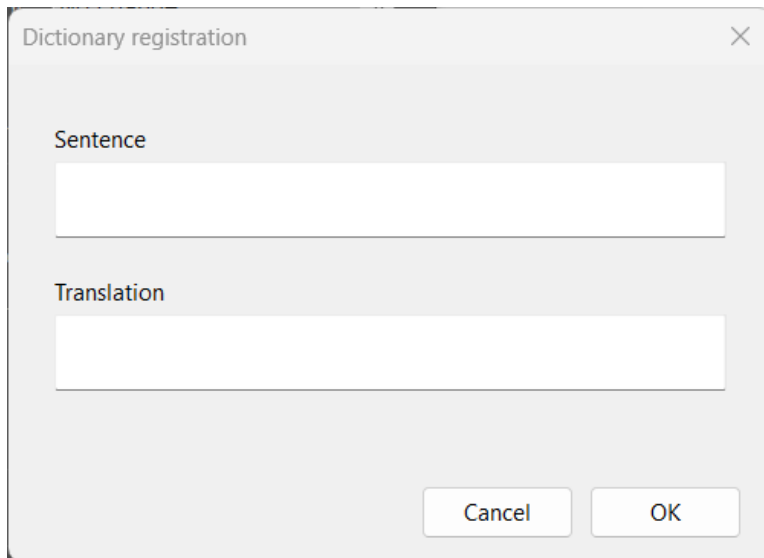 Dictionary registration
Sentence
Translation
Cancel
OK